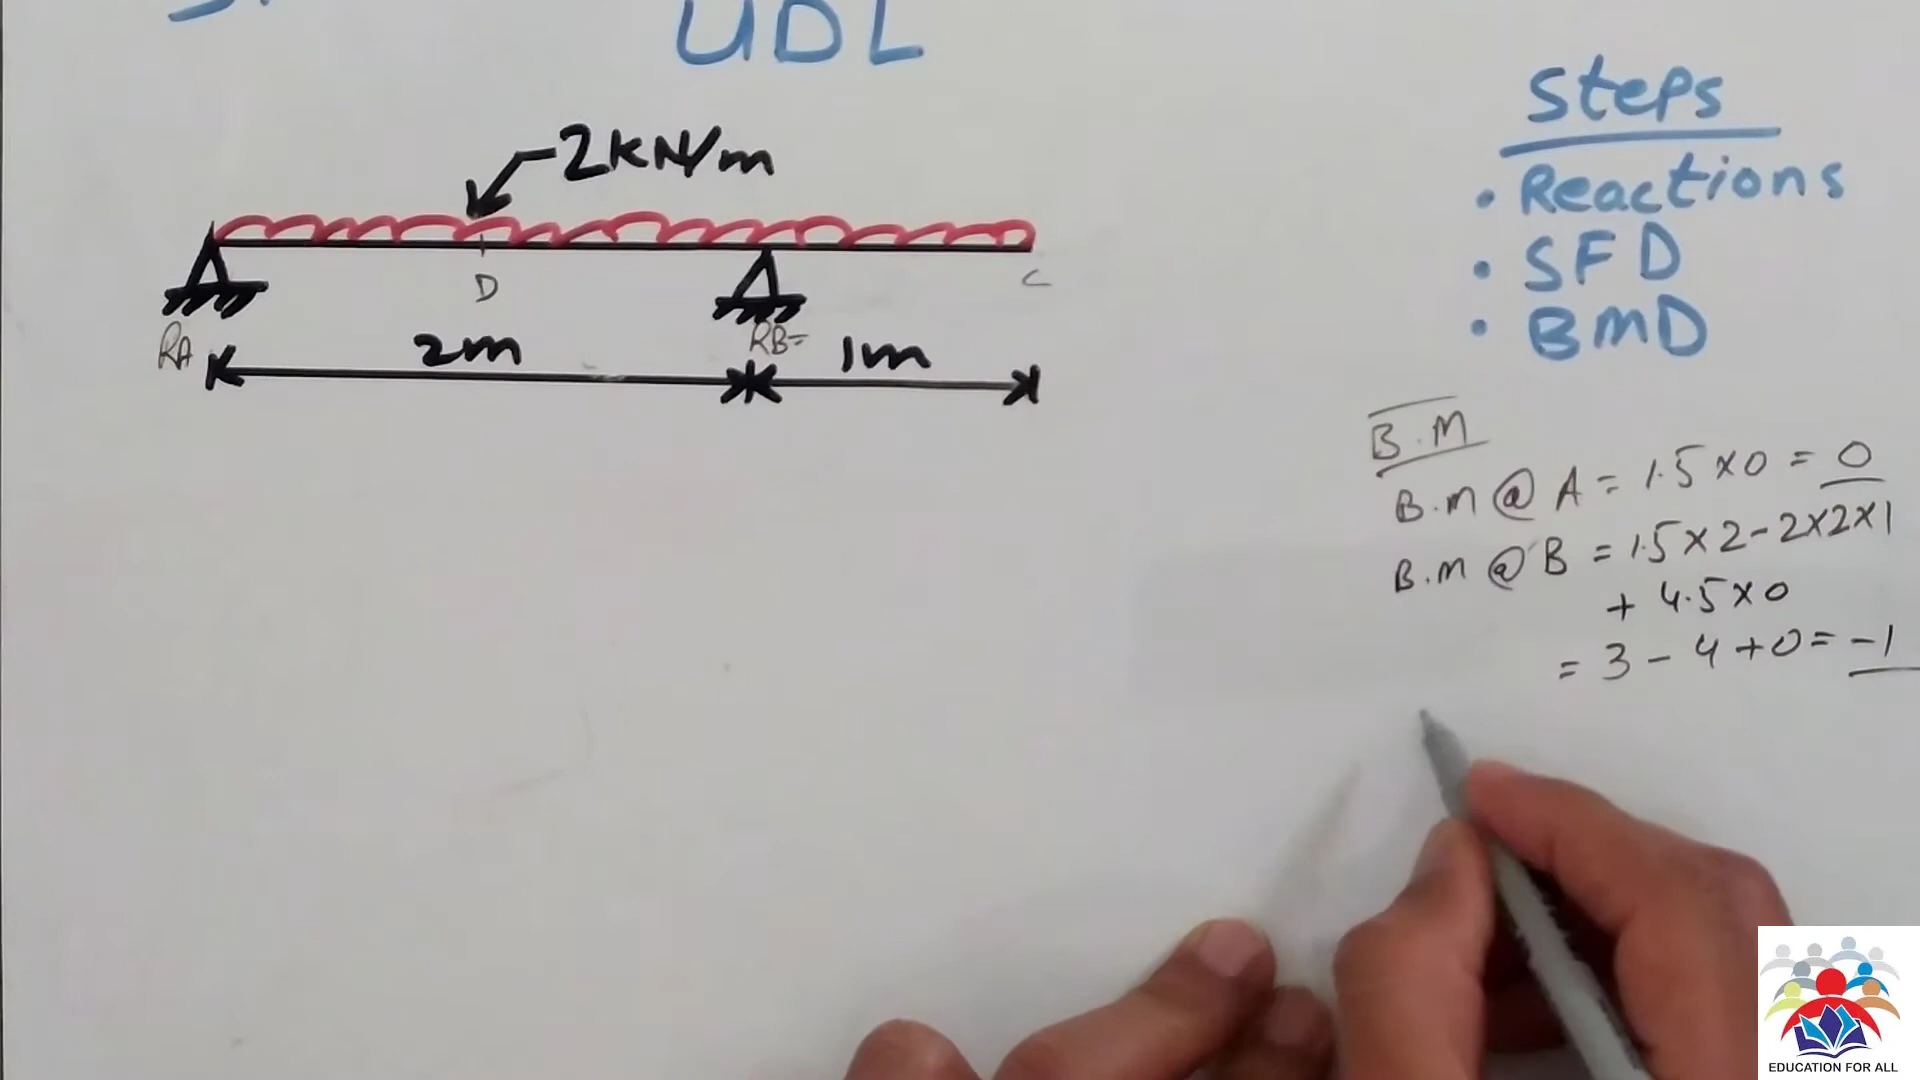 UDL
2kN/m
D
C
RA
RB=
2m
1m
Steps
• Reactions
• SFD
• BMD
B.M
B.M @ A = 1.5×0 = 0
B.M @ B = 1.5×2-2×2×1
+ 4.5×0
= 3 - 4 + 0 = -1
EDUCATION FOR ALL